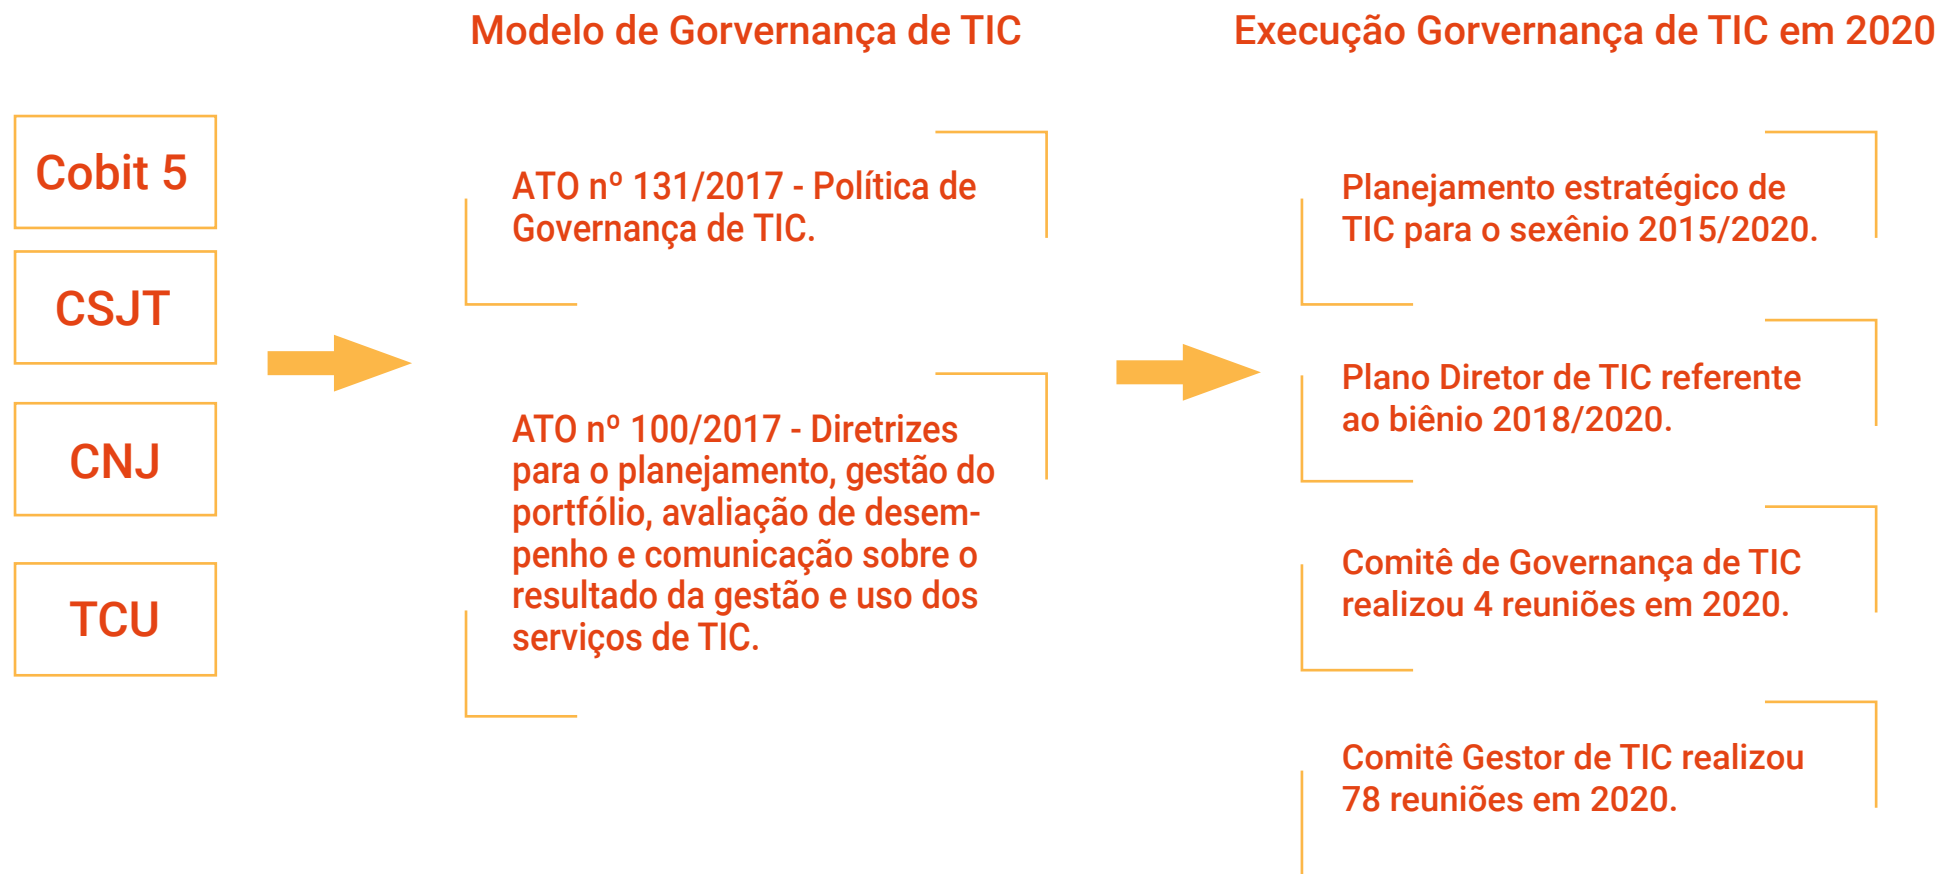 Modelo de Gorvernança de TIC
Execução Gorvernança de TIC em 2020
Cobit 5
CSJT
CNJ
TCU
ATO nº 131/2017 - Política de
Governança de TIC.
ATO nº 100/2017 - Diretrizes
para o planejamento, gestão do
portfólio, avaliação de desem-
penho e comunicação sobre o
resultado da gestão e uso dos
serviços de TIC.
Planejamento estratégico de
TIC para o sexênio 2015/2020.
Plano Diretor de TIC referente
ao biênio 2018/2020.
Comitê de Governança de TIC
realizou 4 reuniões em 2020.
Comitê Gestor de TIC realizou
78 reuniões em 2020.